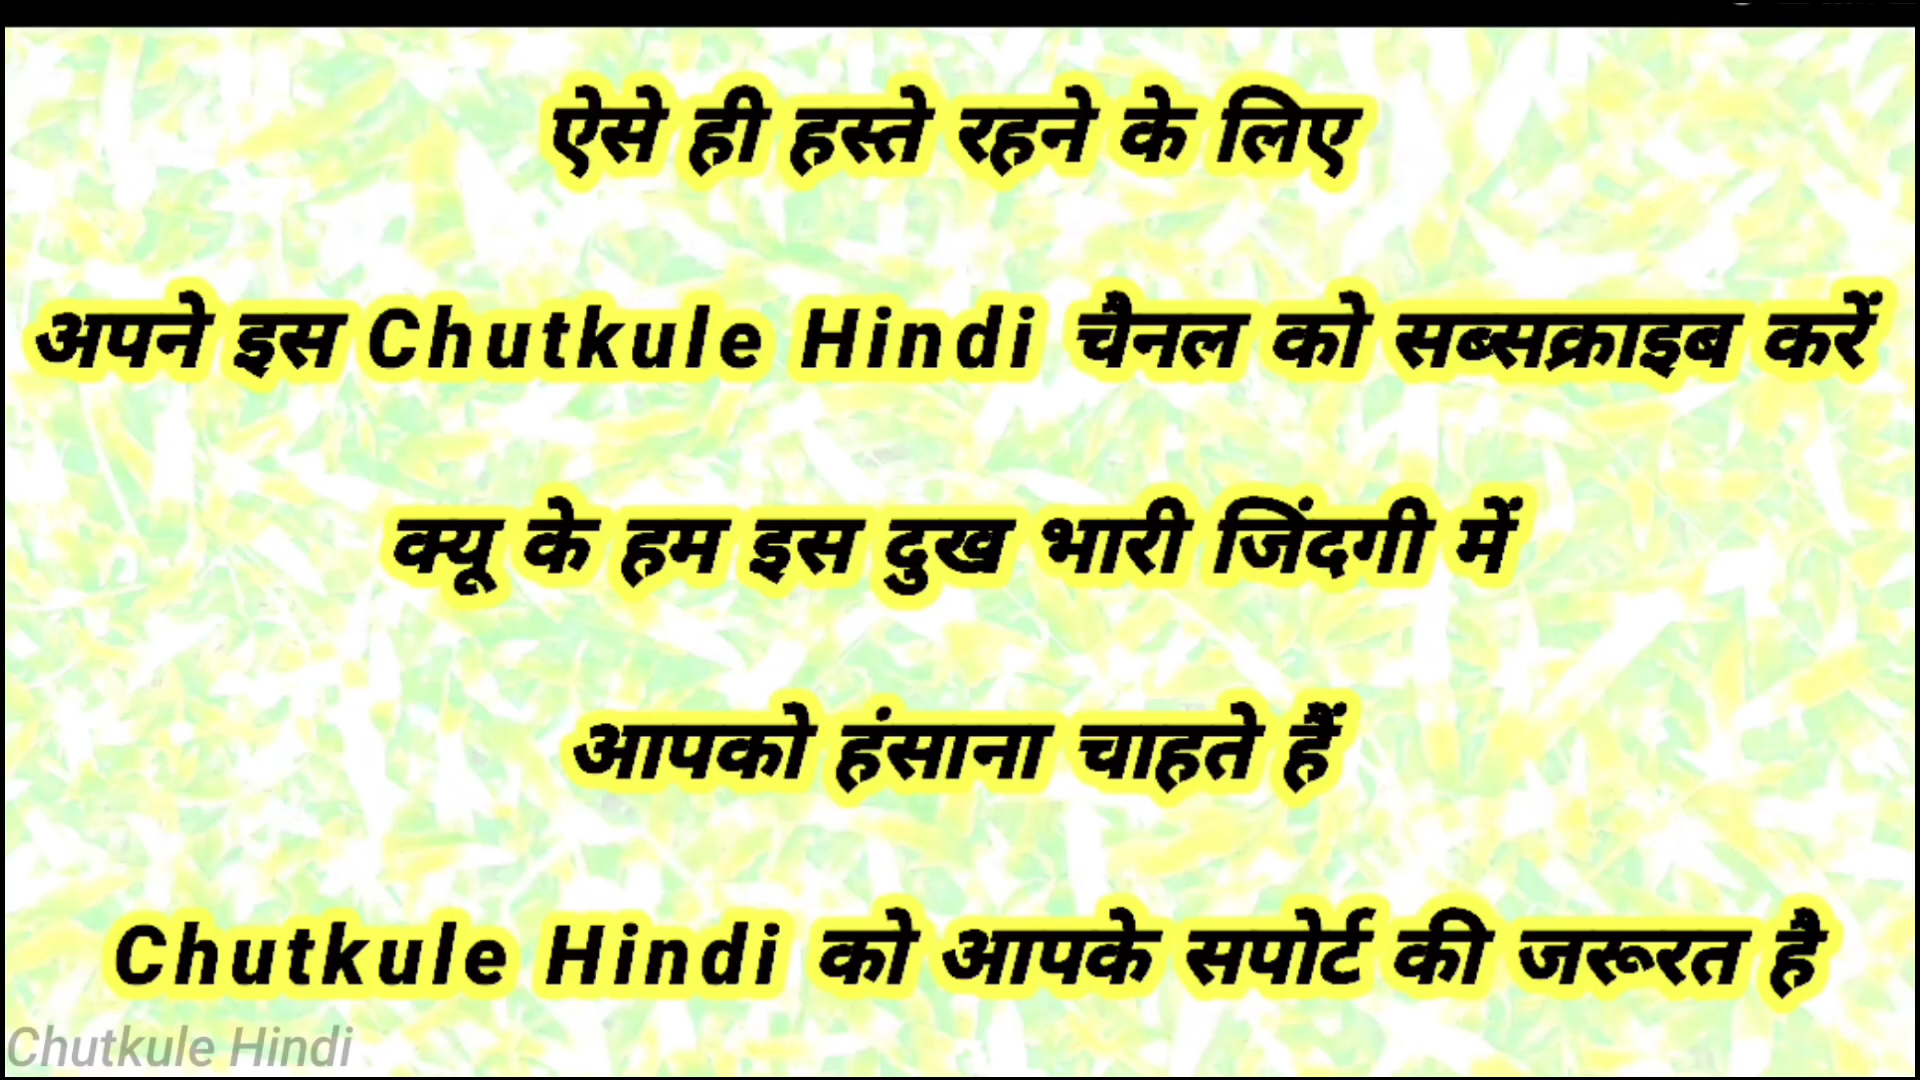 ऐसे ही हस्ते रहने के लिए
अपने इस Chutkule Hindi चैनल को सब्सक्राइब करें
क्यू के हम इस दुख भारी जिंदगी में
आपको हंसाना चाहते हैं
Chutkule Hindi को आपके सपोर्ट की जरूरत है
Chutkule Hindi